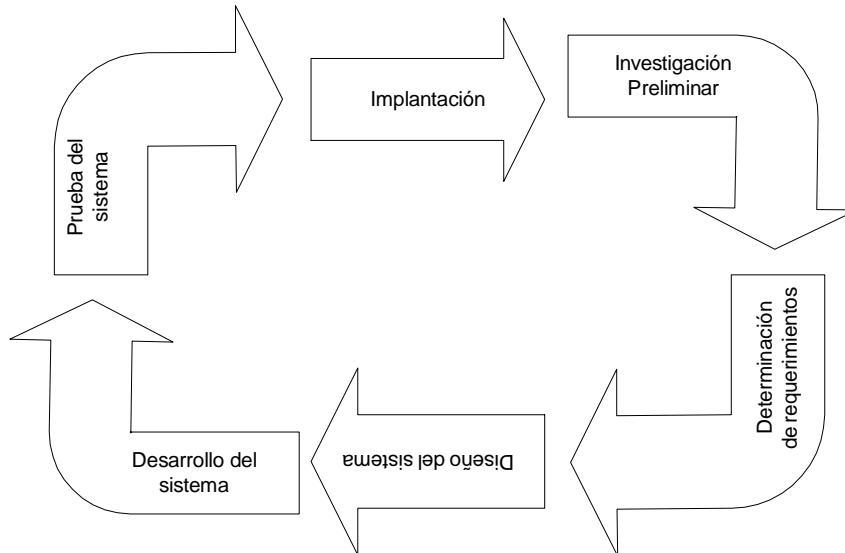 Implantación
Investigación
Preliminar
Prueba del
sistema
Determinación
de requerimientos
Diseño del sistema
Desarrollo del
sistema